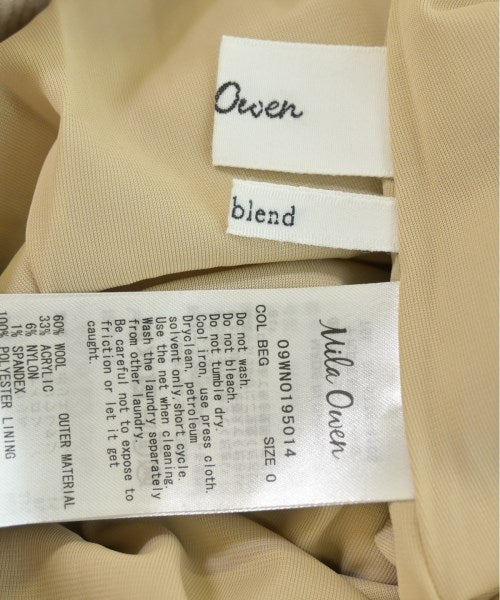 Owen
blend
Mila Owen
09WNO195014
COL BEG SIZE 0
Do not wash.
Do not bleach.
Do not tumble dry.
Cool iron, use press cloth.
Dryclean, petroleum
solvent only, short cycle.
Use the net when cleaning.
Wash the laundry separately
from other laundry.
Be careful not to expose to
friction or let it get
caught.
OUTER MATERIAL
60% WOOL
33% ACRYLIC
6% NYLON
1% SPANDEX
100% POLYESTER LINING